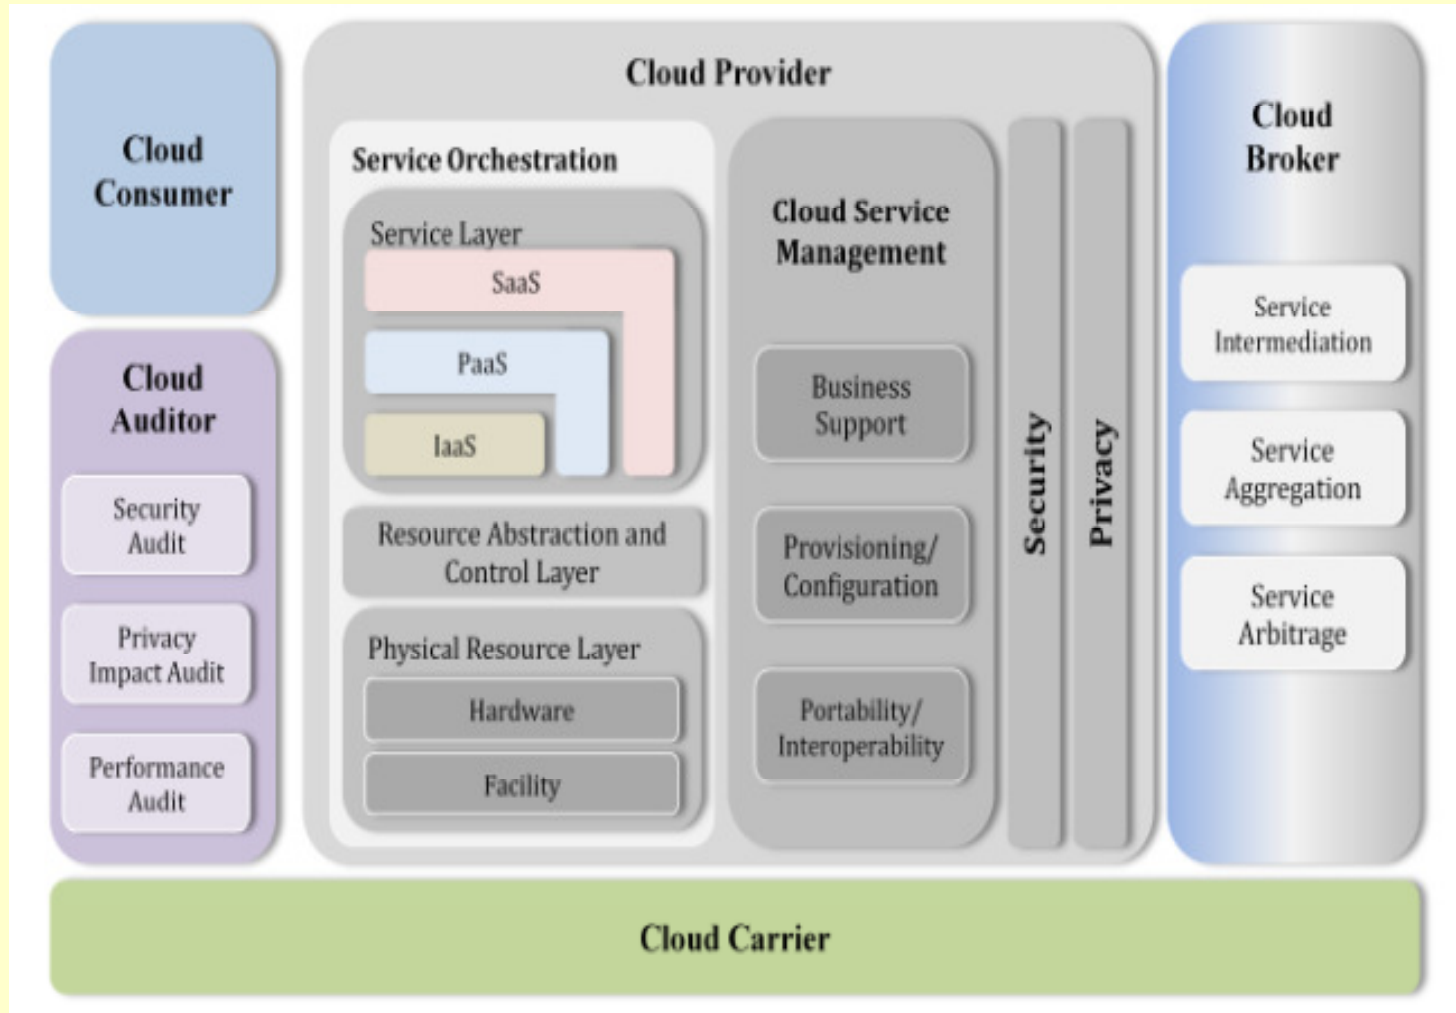 Cloud
Consumer
Cloud
Auditor
Security
Audit
Privacy
Impact Audit
Performance
Audit
Cloud Provider
Service Orchestration
Service Layer
SaaS
PaaS
IaaS
Resource Abstraction and
Control Layer
Physical Resource Layer
Hardware
Facility
Cloud Service
Management
Business
Support
Provisioning/
Configuration
Portability/
Interoperability
Security
Privacy
Cloud
Broker
Service
Intermediation
Service
Aggregation
Service
Arbitrage
Cloud Carrier